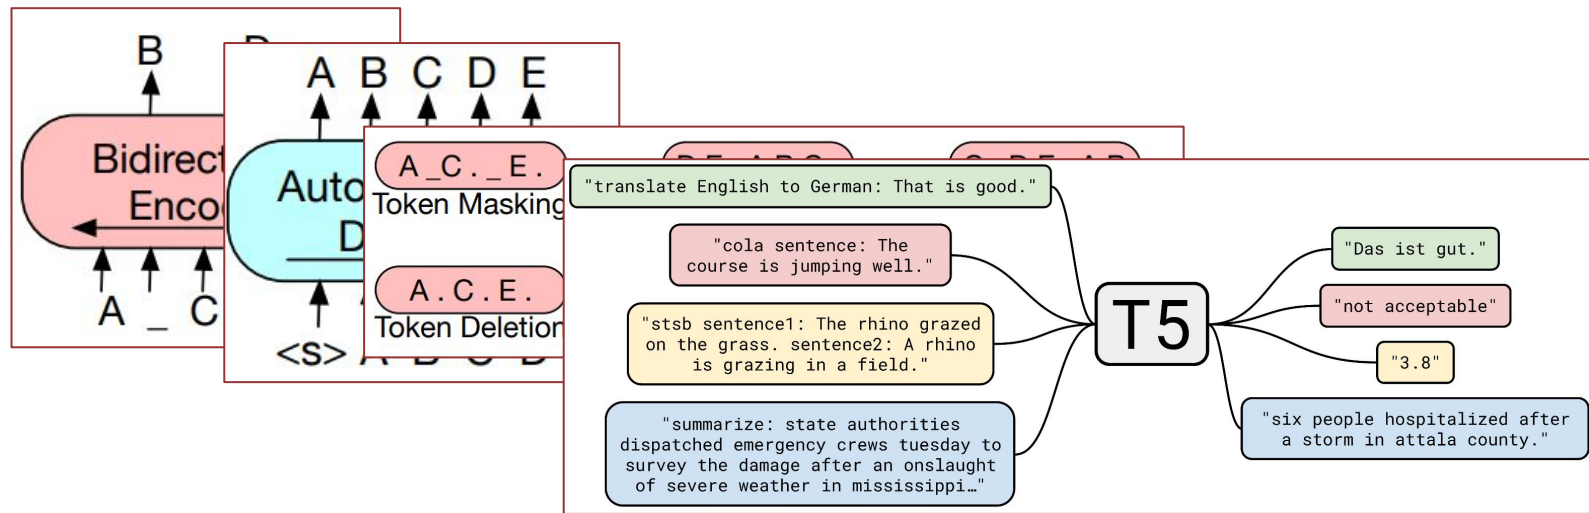 B
Bidirect
Enco
A _ C
A B C D E
Auto
D
<s>
A _C . _ E .
Token Masking
A . C . E .
Token Deletion
"translate English to German: That is good."
"cola sentence: The
course is jumping well."
"stsb sentence1: The rhino grazed
on the grass. sentence2: A rhino
is grazing in a field."
"summarize: state authorities
dispatched emergency crews tuesday to
survey the damage after an onslaught
of severe weather in mississippi…"
T5
"Das ist gut."
"not acceptable"
"3.8"
"six people hospitalized after
a storm in attala county."